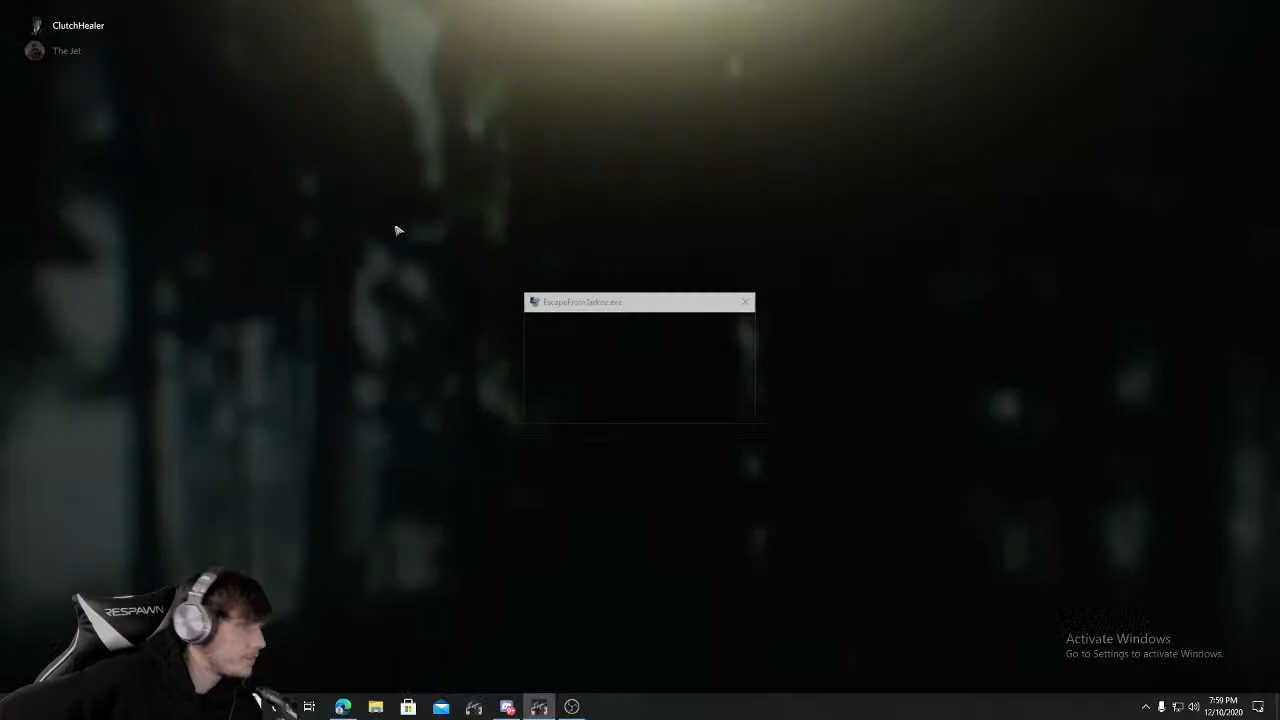 ClutchHealer
The Jet
EscapeFromTarkov.exe
RESPAWN
Activate Windows
Go to Settings to activate Windows.
7:59 PM
12/10/2020